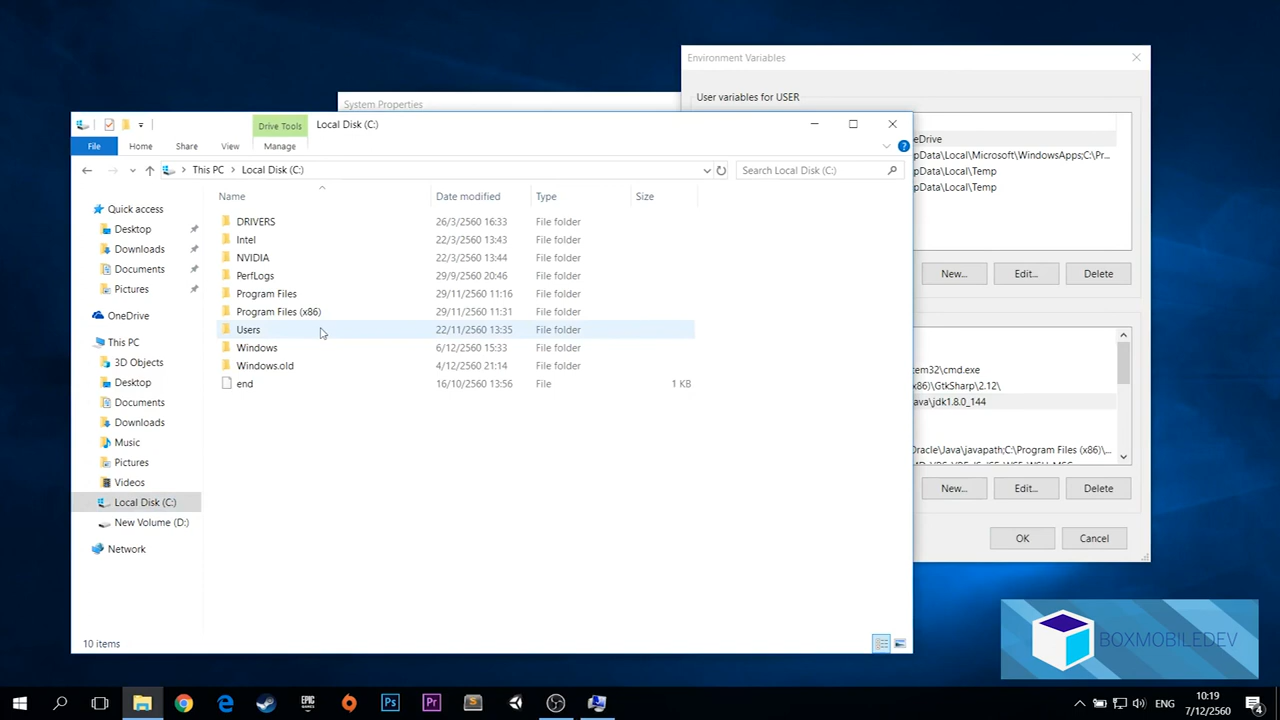 Environment Variables
User variables for USER
System Properties
Drive Tools
Local Disk (C:)
File
Home
Share
View
Manage
This PC > Local Disk (C:)
Search Local Disk (C:)
Name
Date modified
Type
Size
Quick access
Desktop
Downloads
Documents
Pictures
OneDrive
This PC
3D Objects
Desktop
Documents
Downloads
Music
Pictures
Videos
Local Disk (C:)
New Volume (D:)
Network
DRIVERS 26/3/2560 16:33 File folder
Intel 22/3/2560 13:43 File folder
NVIDIA 22/3/2560 13:44 File folder
PerfLogs 29/9/2560 20:46 File folder
Program Files 29/11/2560 11:16 File folder
Program Files (x86) 29/11/2560 11:31 File folder
Users 22/11/2560 13:35 File folder
Windows 6/12/2560 15:33 File folder
Windows.old 4/12/2560 21:14 File folder
end 16/10/2560 13:56 File 1 KB
10 items
eDrive
pData\Local\Microsoft\WindowsApps;C:\Pr...
pData\Local\Temp
pData\Local\Temp
New...
Edit...
Delete
tem32\cmd.exe
x86)\GtkSharp\2.12\
ava\jdk1.8.0_144
Oracle\Java\javapath;C:\Program Files (x86)\...
New...
Edit...
Delete
OK
Cancel
BOXMOBILEDEV
EPIC
GAMES
Ps
Pr
S
ENG
10:19
7/12/2560
4